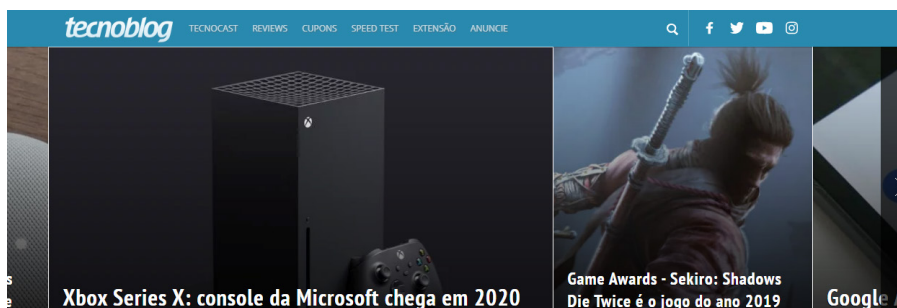 tecnoblog TECNOCAST REVIEWS CUPONS SPEED TEST EXTENSÃO ANUNCIE
Xbox Series X: console da Microsoft chega em 2020
Game Awards - Sekiro: Shadows
Die Twice é o jogo do ano 2019
Google